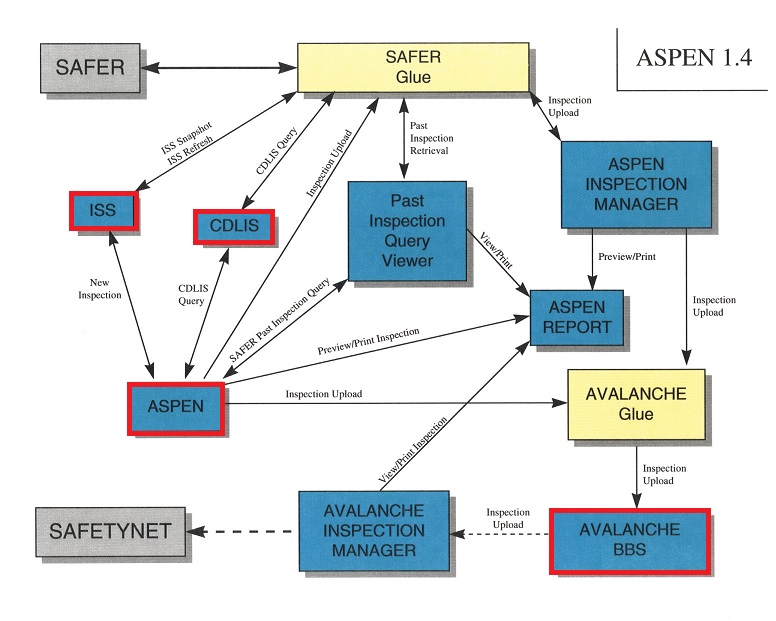 ASPEN 1.4
SAFER
SAFER
Glue
ISS Snapshot
ISS Refresh
CDLIS Query
Inspection Upload
Past
Inspection
Retrieval
Inspection
Upload
ASPEN
INSPECTION
MANAGER
ISS
CDLIS
Past
Inspection
Query
Viewer
View/Print
Preview/Print
New
Inspection
CDLIS
Query
SAFER Past Inspection Query
ASPEN
REPORT
Inspection
Upload
Preview/Print Inspection
ASPEN
Inspection Upload
AVALANCHE
Glue
View/Print Inspection
Inspection
Upload
SAFETYNET
AVALANCHE
INSPECTION
MANAGER
Inspection
Upload
AVALANCHE
BBS